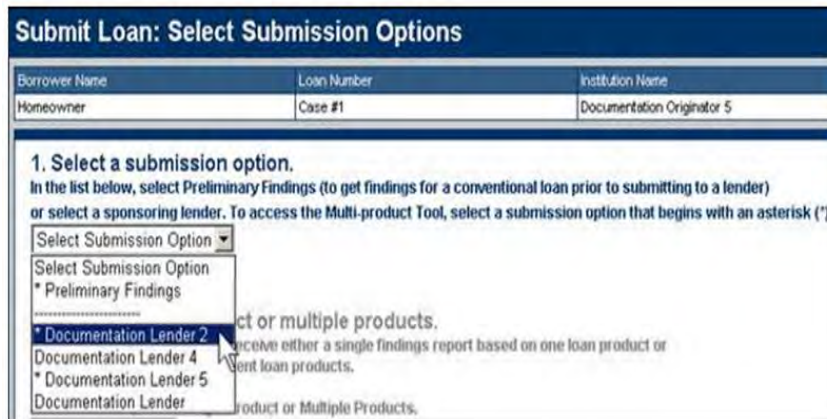 Submit Loan: Select Submission Options
Borrower Name Loan Number Institution Name
Homeowner Case #1 Documentation Originator 5
1. Select a submission option.
In the list below, select Preliminary Findings (to get findings for a conventional loan prior to submitting to a lender)
or select a sponsoring lender. To access the Multi-product Tool, select a submission option that begins with an asterisk (*)
Select Submission Option
Select Submission Option
* Preliminary Findings
------------------------
* Documentation Lender 2
ct or multiple products.
eceive either a single findings report based on one loan product or
Documentation Lender 4
ent loan products.
* Documentation Lender 5
Documentation Lender
roduct or Multiple Products.